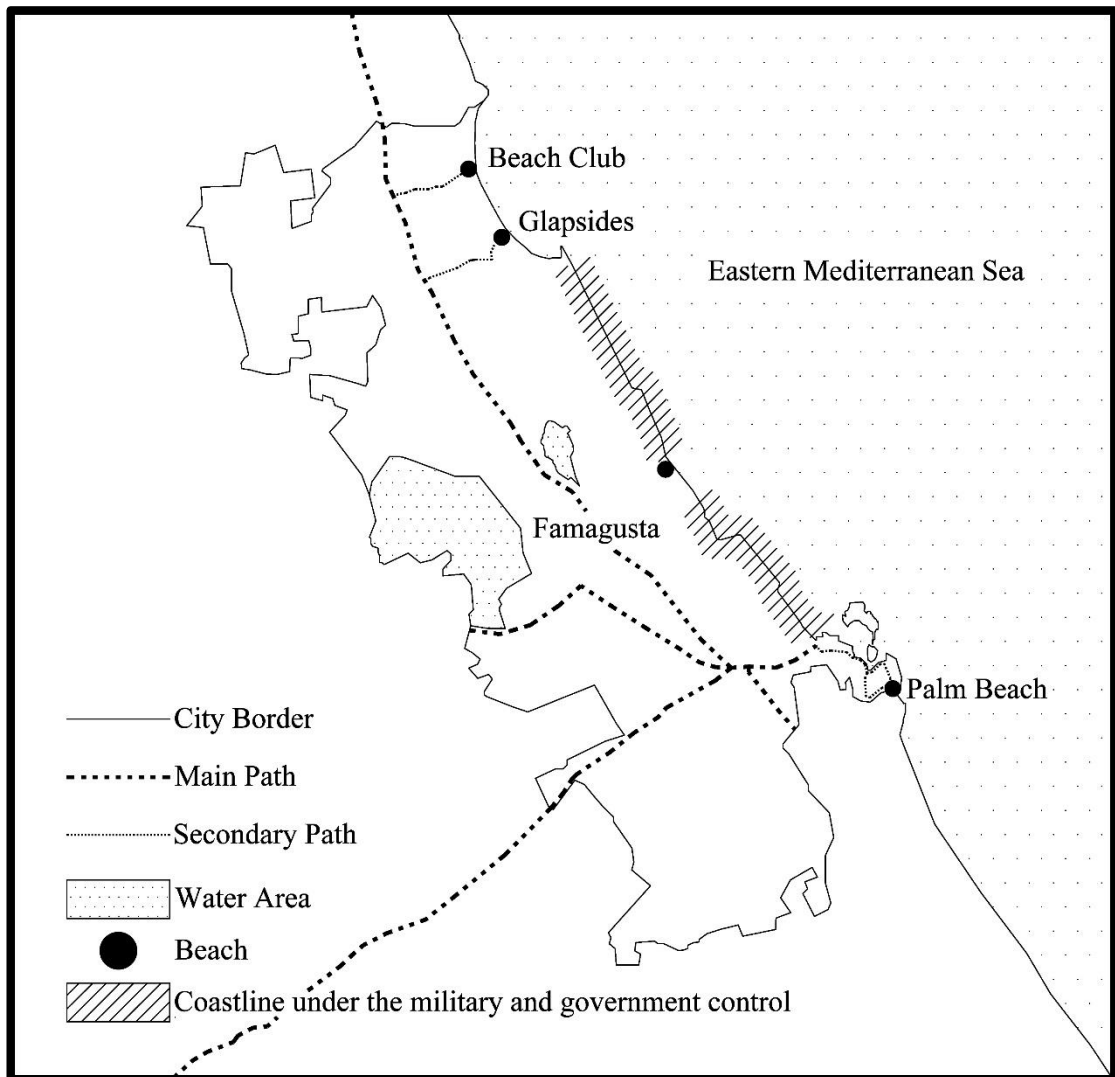 Beach Club
Glapsides
Eastern Mediterranean Sea
Famagusta
Palm Beach
City Border
Main Path
Secondary Path
Water Area
Beach
Coastline under the military and government control